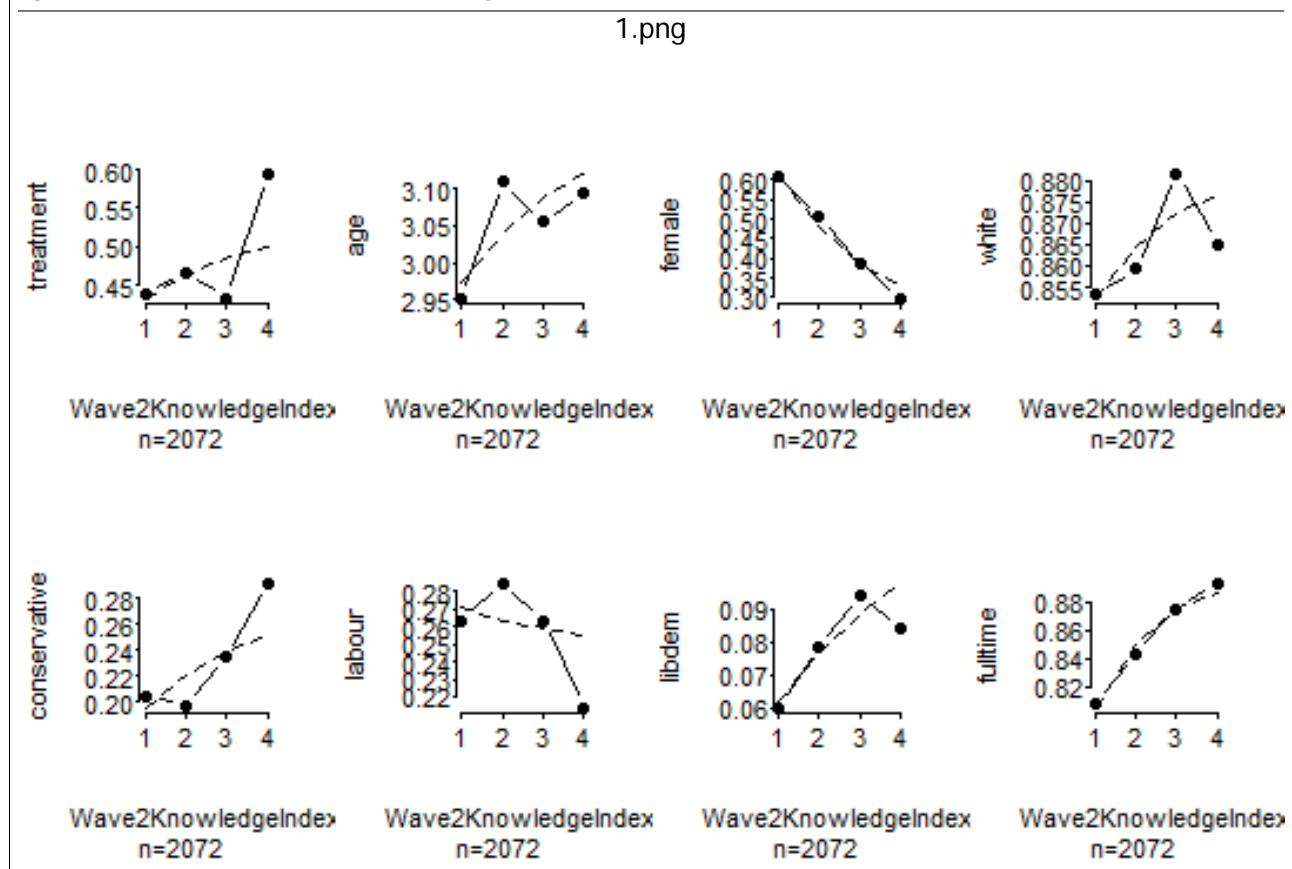 1.png
treatment
0.60
0.55
0.50
0.45
1 2 3 4
Wave2KnowledgeIndex
n=2072
age
3.10
3.05
3.00
2.95
1 2 3 4
Wave2KnowledgeIndex
n=2072
female
0.60
0.55
0.50
0.45
0.40
0.35
0.30
1 2 3 4
Wave2KnowledgeIndex
n=2072
white
0.880
0.875
0.870
0.865
0.860
0.855
1 2 3 4
Wave2KnowledgeIndex
n=2072
conservative
0.28
0.26
0.24
0.22
0.20
1 2 3 4
Wave2KnowledgeIndex
n=2072
labour
0.28
0.27
0.26
0.25
0.24
0.23
0.22
1 2 3 4
Wave2KnowledgeIndex
n=2072
libdem
0.09
0.08
0.07
0.06
1 2 3 4
Wave2KnowledgeIndex
n=2072
fulltime
0.88
0.86
0.84
0.82
1 2 3 4
Wave2KnowledgeIndex
n=2072